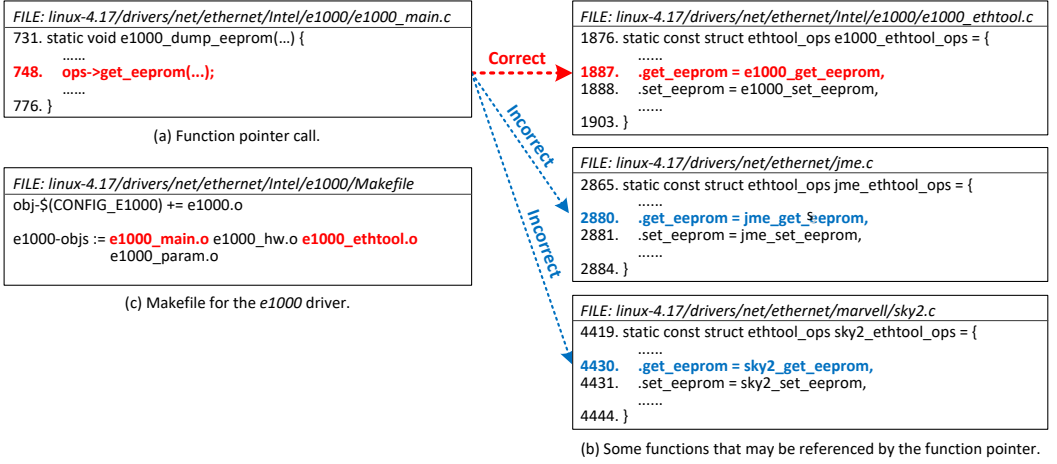 FILE: linux-4.17/drivers/net/ethernet/Intel/e1000/e1000_main.c
731. static void e1000_dump_eeprom(…) {
......
748. ops->get_eeprom(...);
......
776. }
(a) Function pointer call.
FILE: linux-4.17/drivers/net/ethernet/Intel/e1000/Makefile
obj-$(CONFIG_E1000) += e1000.o
e1000-objs := e1000_main.o e1000_hw.o e1000_ethtool.o
e1000_param.o
(c) Makefile for the e1000 driver.
Correct
Incorrect
Incorrect
FILE: linux-4.17/drivers/net/ethernet/Intel/e1000/e1000_ethtool.c
1876. static const struct ethtool_ops e1000_ethtool_ops = {
......
1887. .get_eeprom = e1000_get_eeprom,
1888. .set_eeprom = e1000_set_eeprom,
......
1903. }
FILE: linux-4.17/drivers/net/ethernet/jme.c
2865. static const struct ethtool_ops jme_ethtool_ops = {
......
s
2880. .get_eeprom = jme_get_eeprom,
2881. .set_eeprom = jme_set_eeprom,
......
2884. }
FILE: linux-4.17/drivers/net/ethernet/marvell/sky2.c
4419. static const struct ethtool_ops sky2_ethtool_ops = {
......
4430. .get_eeprom = sky2_get_eeprom,
4431. .set_eeprom = sky2_set_eeprom,
......
4444. }
(b) Some functions that may be referenced by the function pointer.